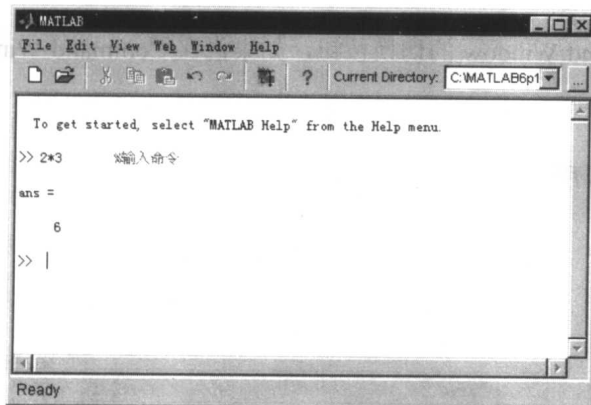 MATLAB
File Edit View Web Window Help
? Current Directory: C:\MATLAB6p1 ...
To get started, select "MATLAB Help" from the Help menu.
>> 2*3 %输入命令
ans =
6
>>
Ready